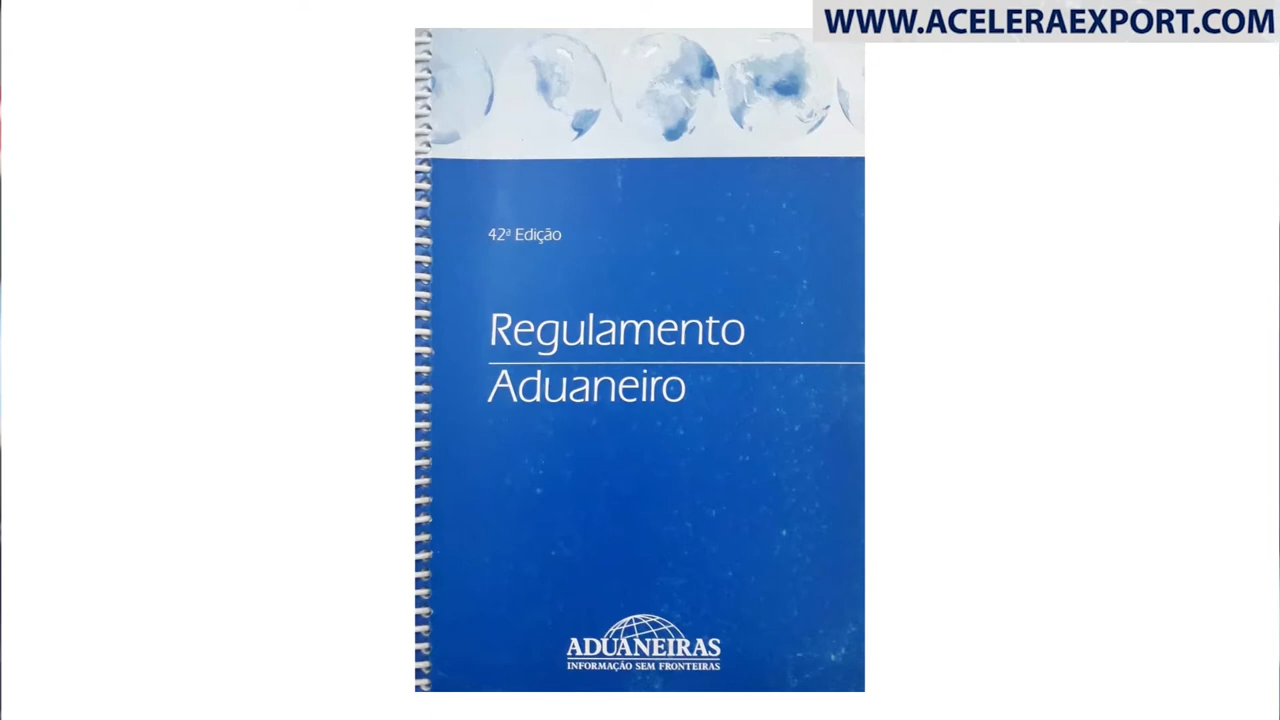 WWW.ACELERAEXPORT.COM
42ª Edição
Regulamento
Aduaneiro
ADUANEIRAS
INFORMAÇÃO SEM FRONTEIRAS